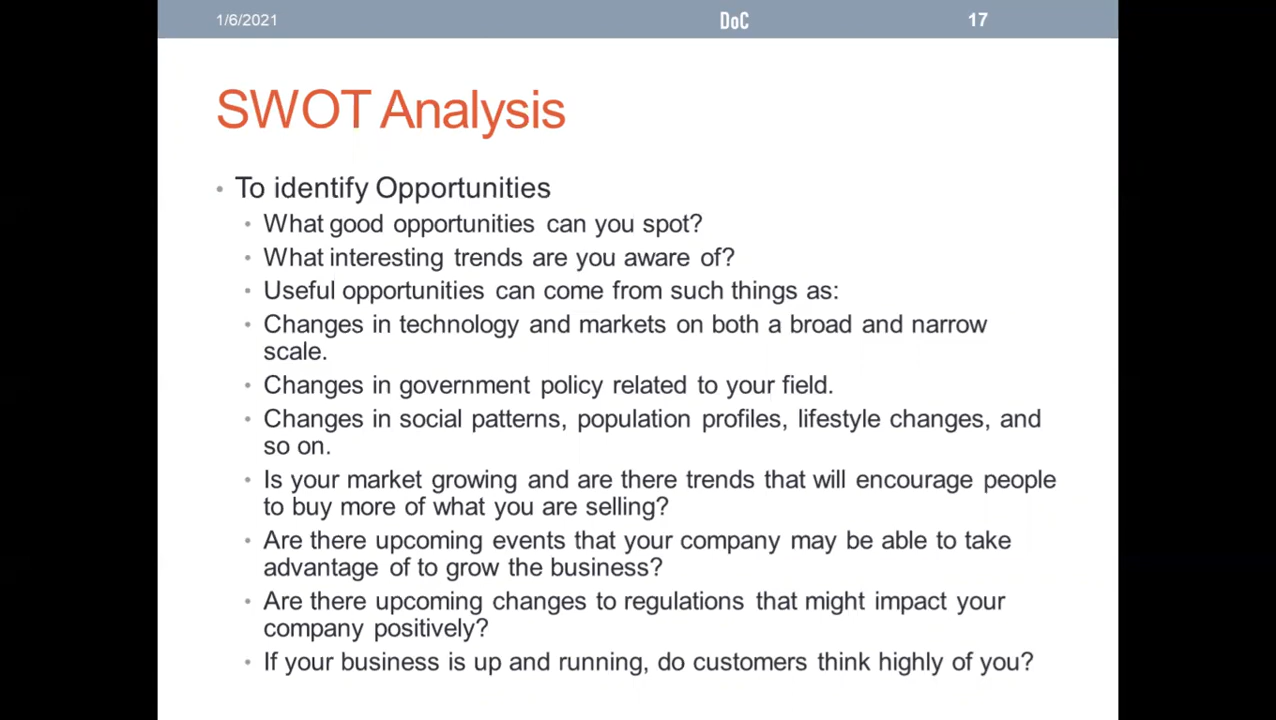 1/6/2021
DoC
17
SWOT Analysis
• To identify Opportunities
• What good opportunities can you spot?
• What interesting trends are you aware of?
• Useful opportunities can come from such things as:
• Changes in technology and markets on both a broad and narrow
scale.
• Changes in government policy related to your field.
• Changes in social patterns, population profiles, lifestyle changes, and
so on.
• Is your market growing and are there trends that will encourage people
to buy more of what you are selling?
• Are there upcoming events that your company may be able to take
advantage of to grow the business?
• Are there upcoming changes to regulations that might impact your
company positively?
• If your business is up and running, do customers think highly of you?